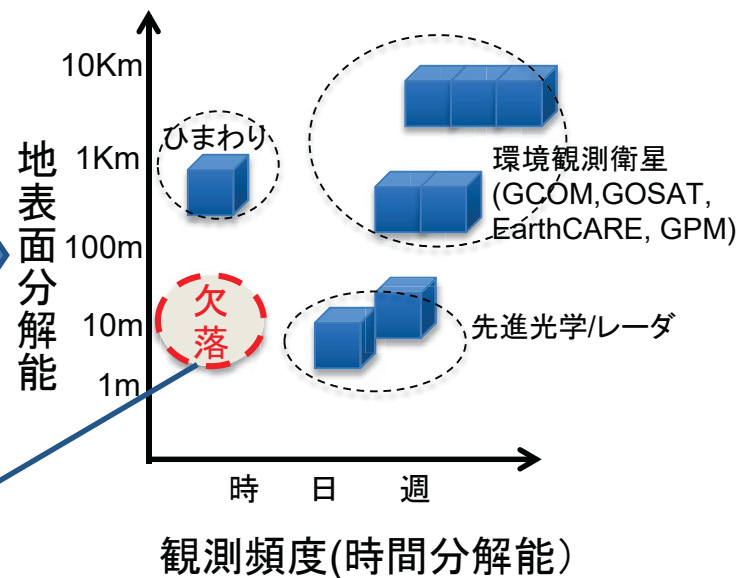 地表面分解能
10Km
1Km
100m
10m
1m
ひまわり
環境観測衛星
(GCOM,GOSAT,
EarthCARE, GPM)
欠
落
先進光学/レーダ
時 日 週
観測頻度(時間分解能）